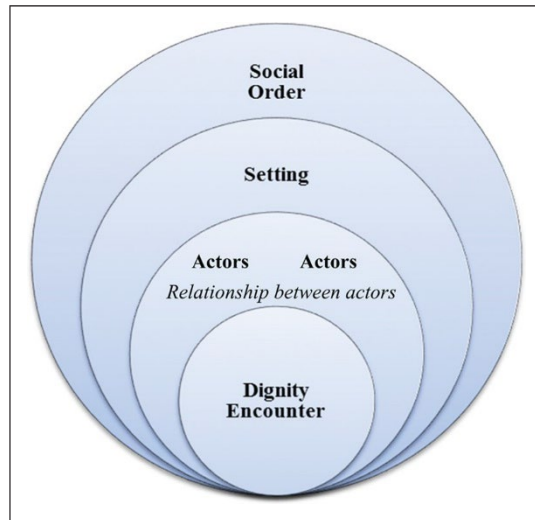 Social
Order
Setting
Actors Actors
Relationship between actors
Dignity
Encounter